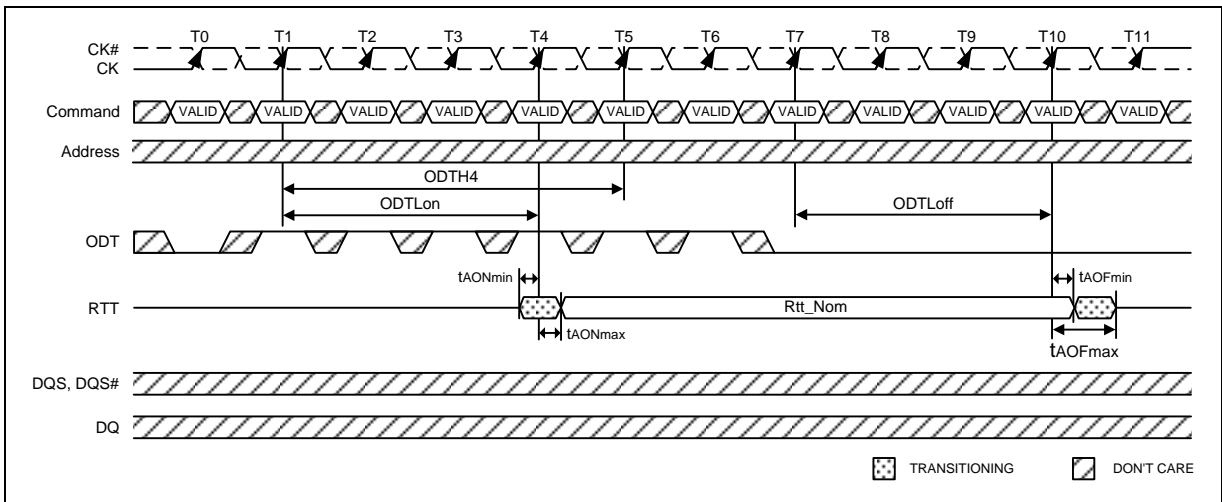 T0 T1 T2 T3 T4 T5 T6 T7 T8 T9 T10 T11
CK#
CK
Command VALID VALID VALID VALID VALID VALID VALID VALID VALID VALID VALID VALID
Address
ODTH4
ODTLon ODTLoff
ODT
tAONmin tAOFmin
RTT Rtt_Nom
tAONmax tAOFmax
DQS, DQS#
DQ
TRANSITIONING DON'T CARE